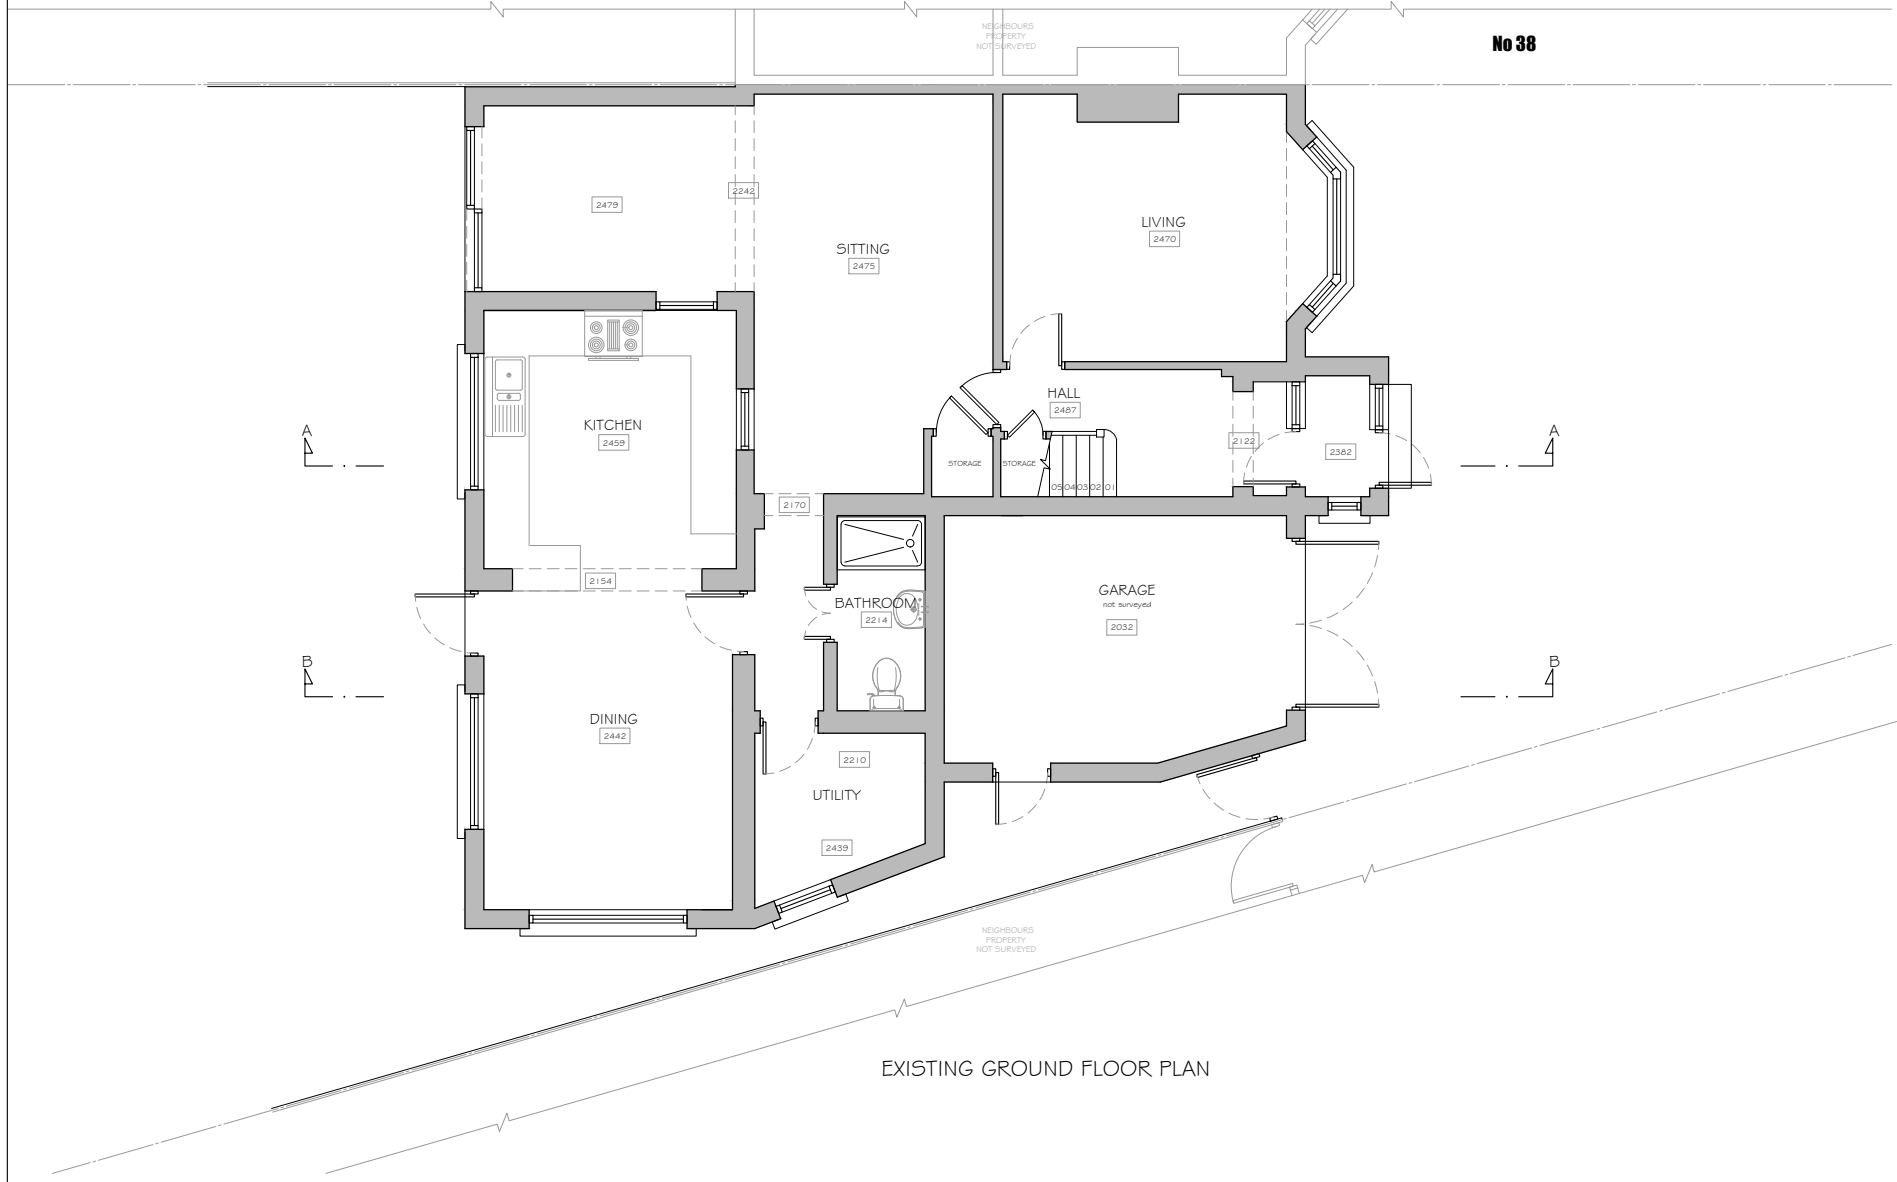 NEIGHBOURS
PROPERTY
NOT SURVEYED
No 38
2242
2479
LIVING
2470
SITTING
2475
HALL
2487
KITCHEN
2459
A
A
2122
2382
STORAGE
STORAGE
05 04 03 02 01
2170
2154
GARAGE
not surveyed
2032
BATHROOM
2214
B
B
DINING
2442
2210
UTILITY
2439
NEIGHBOURS
PROPERTY
NOT SURVEYED
EXISTING GROUND FLOOR PLAN